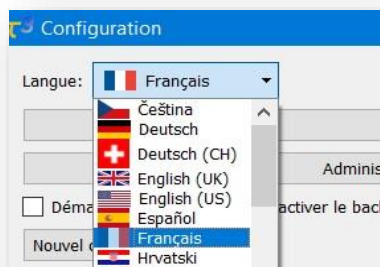 Configuration
Langue: Français
Čeština
Deutsch
Deutsch (CH)
Adminis
English (UK)
English (US)
Déma activer le bac
Español
Français
Nouvel
Hrvatski